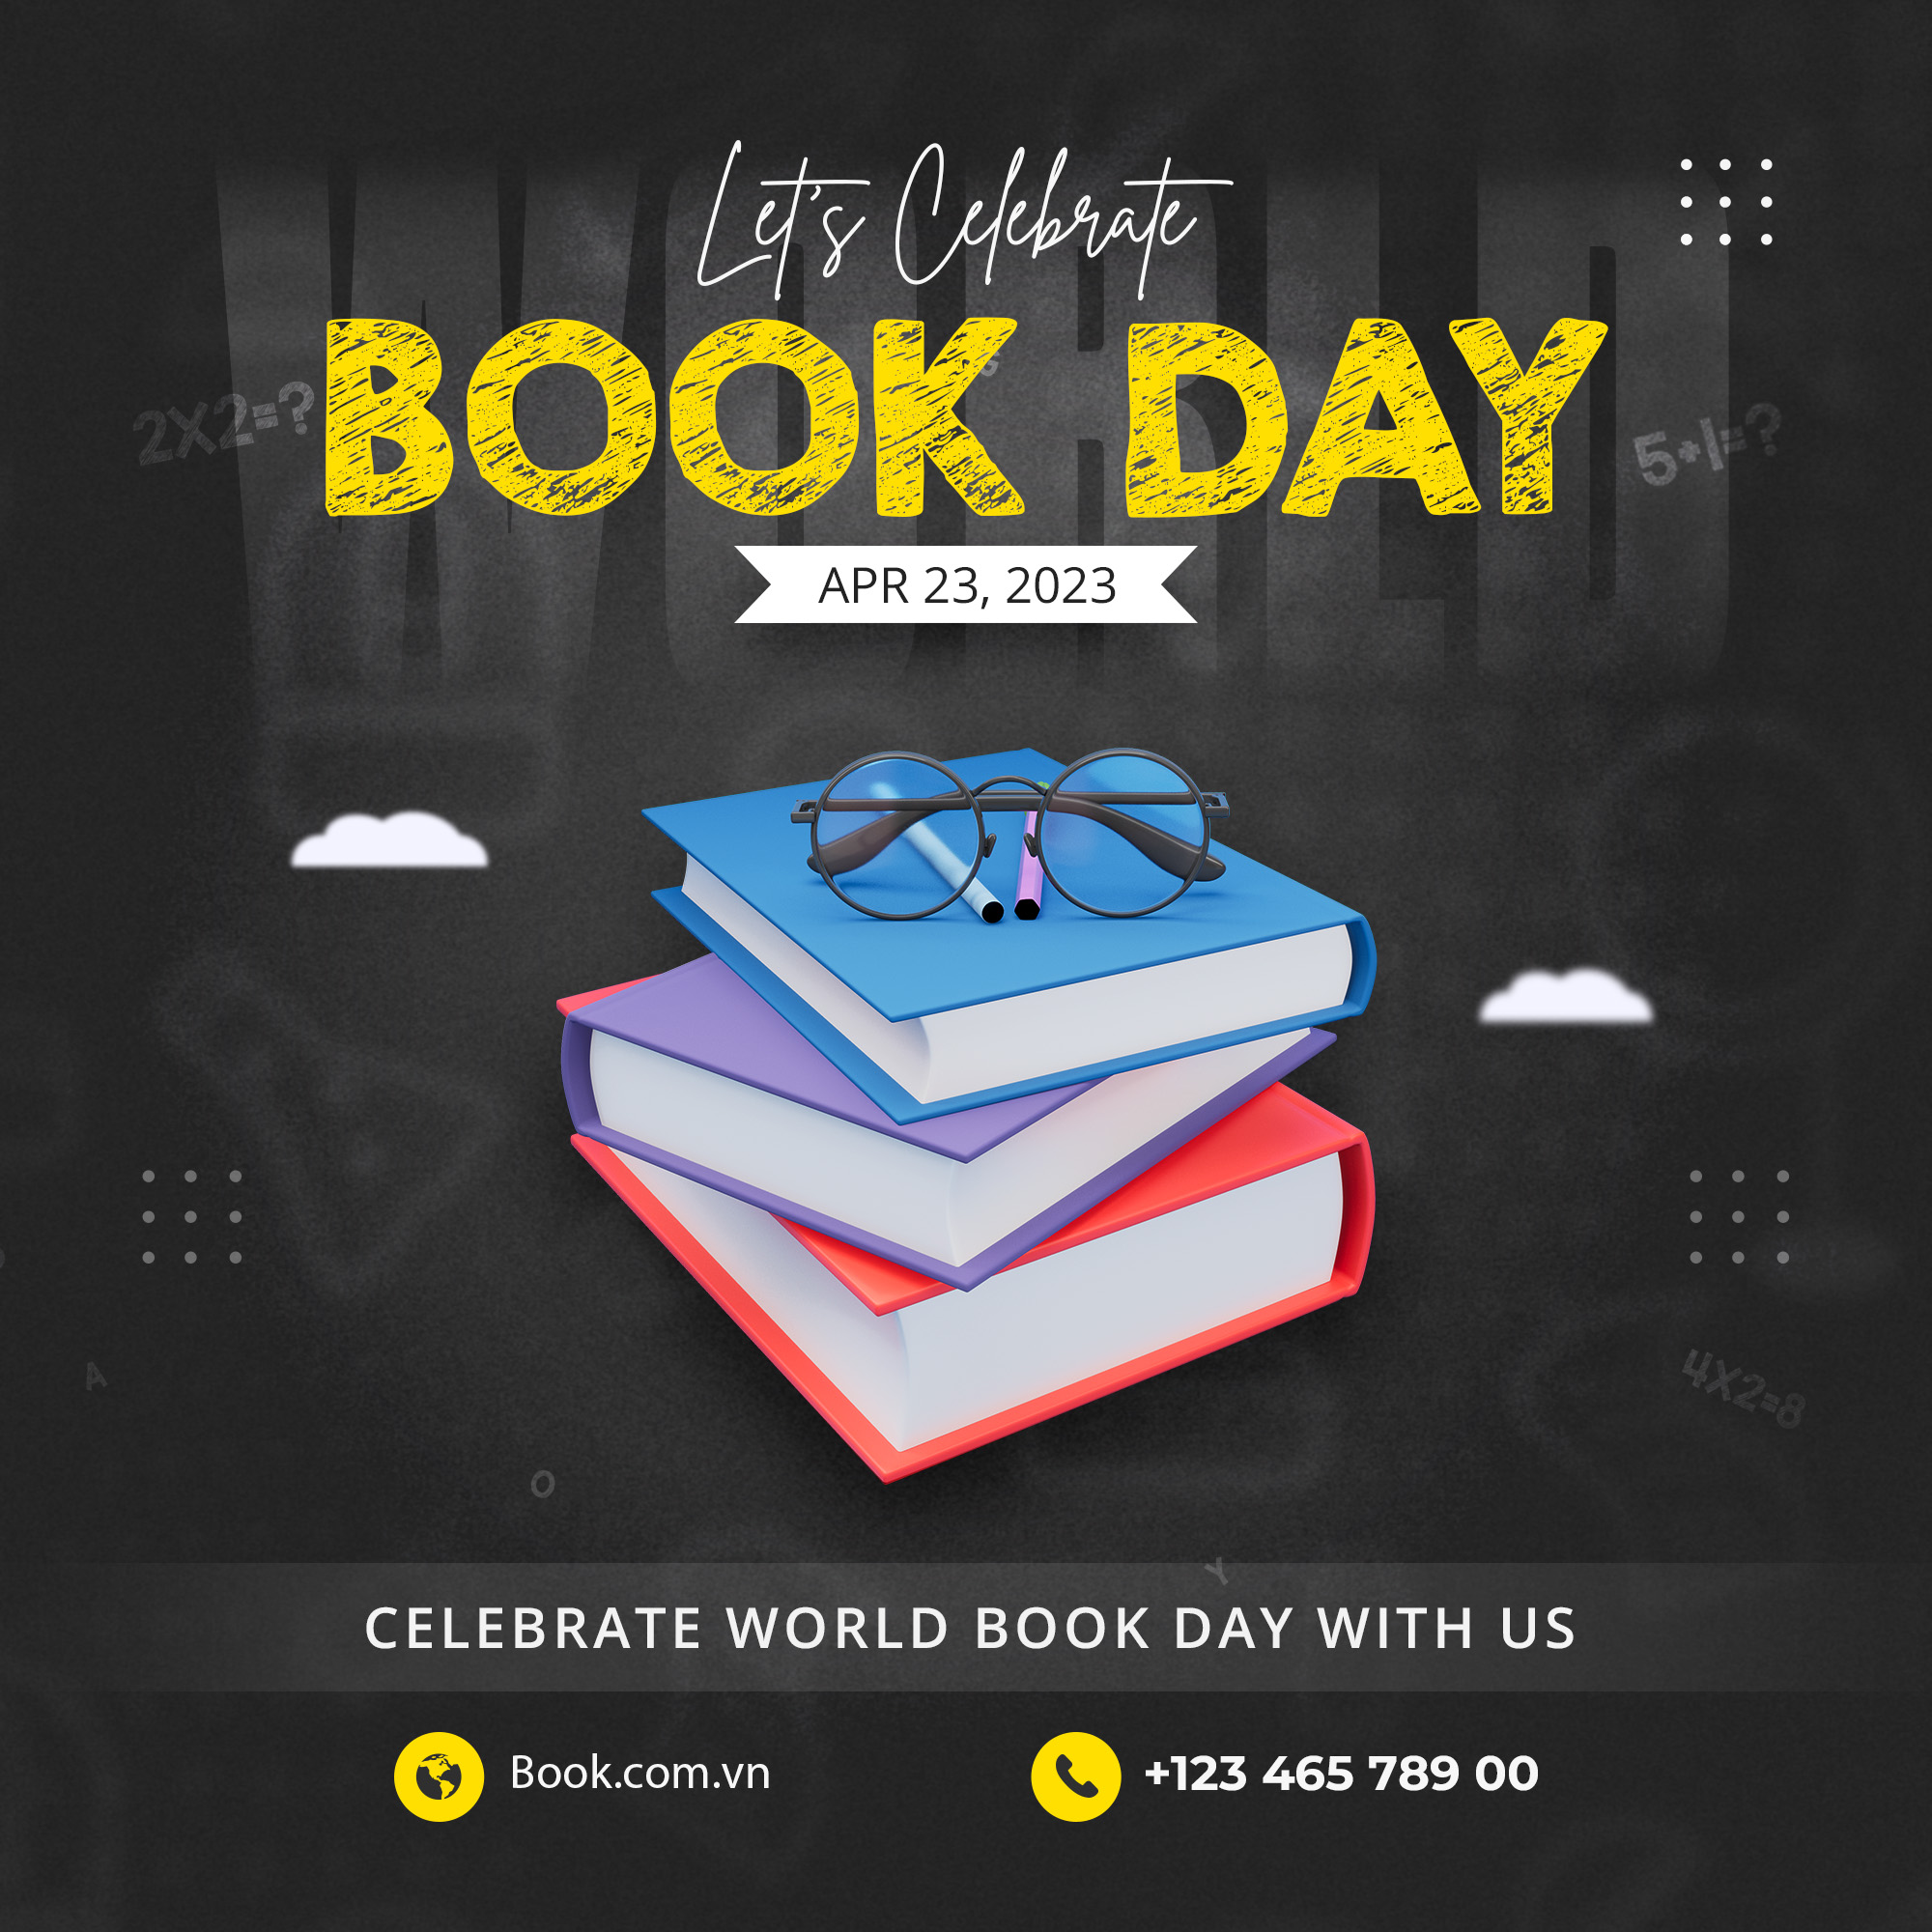 WORLD
Let's Celebrate
BOOK DAY
2X2=?
5+1=?
APR 23, 2023
4X2=8
A
O
Y
CELEBRATE WORLD BOOK DAY WITH US
Book.com.vn
+123 465 789 00